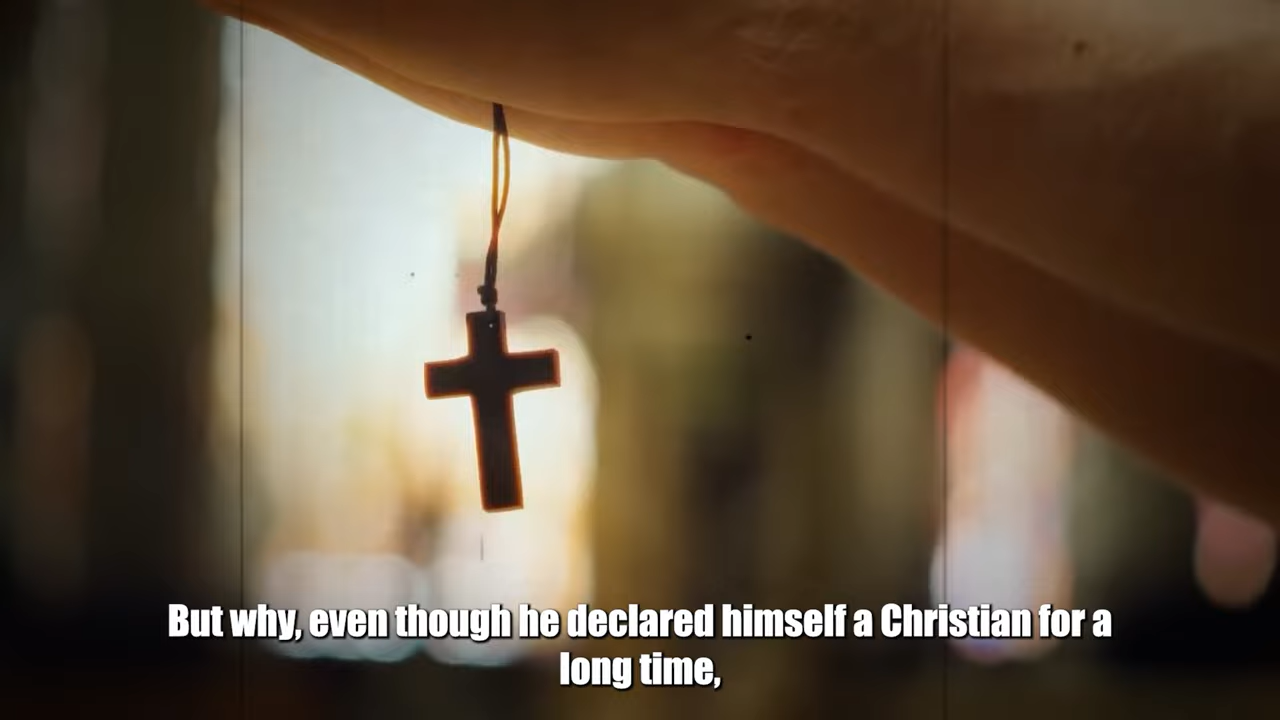 But why, even though he declared himself a Christian for a
long time,